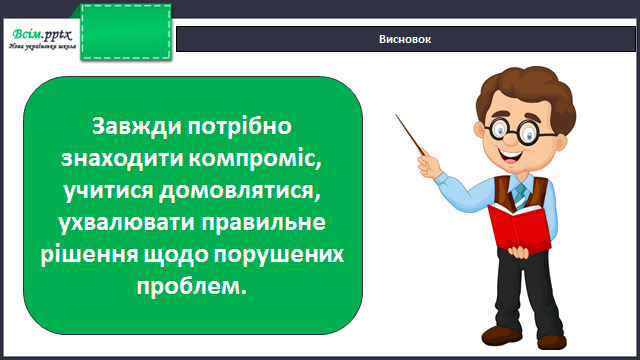 Всім.pptx
Нова українська школа
Висновок
Завжди потрібно
знаходити компроміс,
учитися домовлятися,
ухвалювати правильне
рішення щодо порушених
проблем.